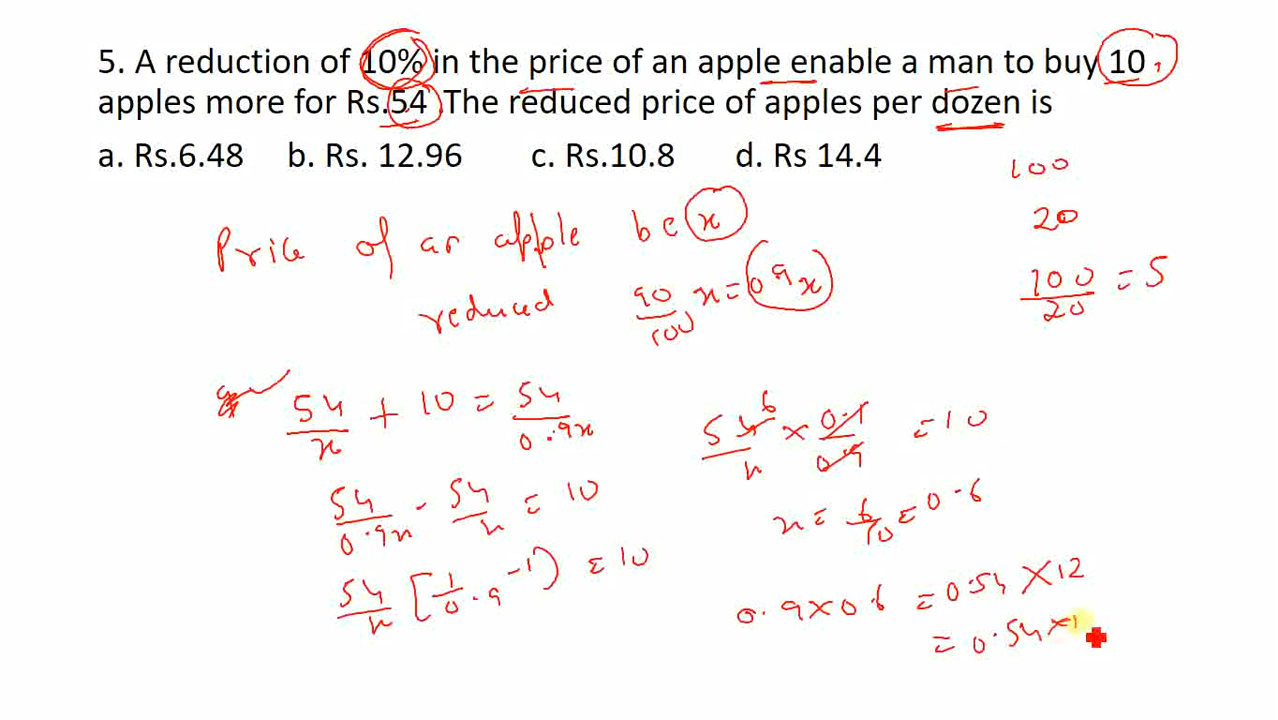 5. A reduction of 10% in the price of an apple enable a man to buy 10
apples more for Rs.54 .The reduced price of apples per dozen is
a. Rs.6.48 b. Rs. 12.96 c. Rs.10.8 d. Rs 14.4
100
20
100/20 = 5
Price of an apple be x
reduced 90/100 x = 0.9x
54/x + 10 = 54/0.9x
54/0.9x - 54/x = 10
54/x [1/0.9 - 1) = 10
54 6/x × 0.1/0.9 = 10
x = 6/10 = 0.6
0.9×0.6 = 0.54 × 12
= 0.54×1